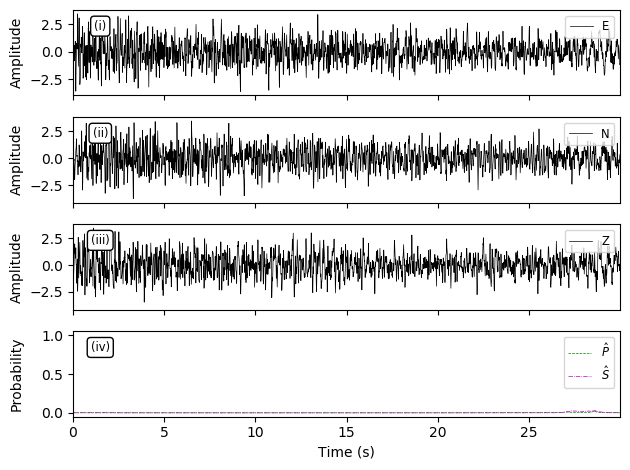 (i)
E
Amplitude
2.5
0.0
−2.5
(ii)
N
Amplitude
2.5
0.0
−2.5
(iii)
Z
Amplitude
2.5
0.0
−2.5
(iv)
P̂
Ŝ
Probability
1.0
0.5
0.0
0 5 10 15 20 25
Time (s)